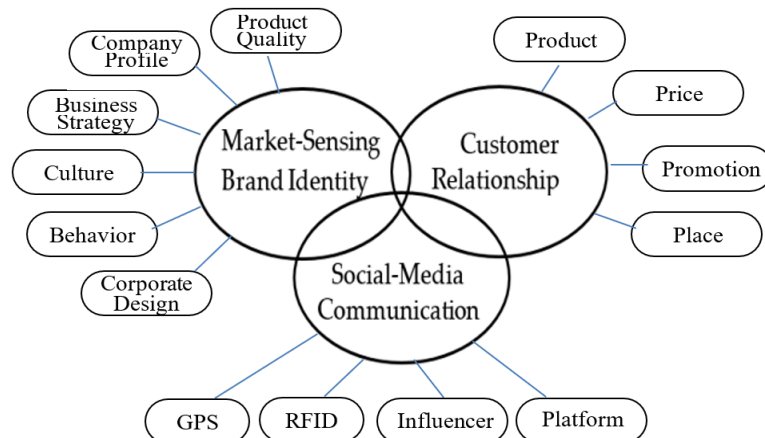 Product
Quality
Company
Profile
Business
Strategy
Culture
Behavior
Corporate
Design
Market-Sensing
Brand Identity
Customer
Relationship
Product
Price
Promotion
Place
Social-Media
Communication
GPS
RFID
Influencer
Platform